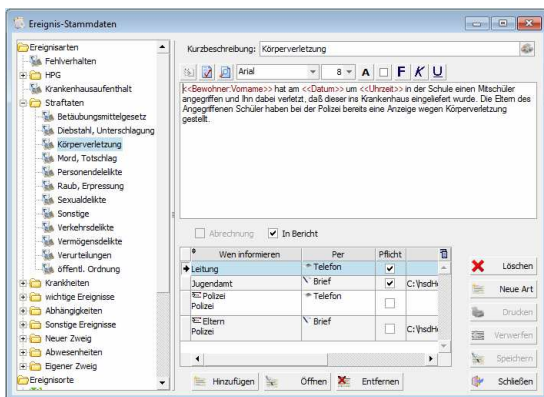 Ereignis-Stammdaten
Ereignisarten
Fehlverhalten
HPG
Krankenhausaufenthalt
Straftaten
Betäubungsmittelgesetz
Diebstahl, Unterschlagung
Körperverletzung
Mord, Totschlag
Personendelelikte
Raub, Erpressung
Sexualdelikte
Sonstige
Verkehrsdelikte
Vermögensdelikte
Verurteilungen
öffentl. Ordnung
Krankheiten
wichtige Ereignisse
Abhängigkeiten
Sonstige Ereignisse
Neuer Zweig
Abwesenheiten
Eigener Zweig
Ereignisorte
Kurzbeschreibung: Körperverletzung
Arial 8 A F K U
<<Bewohner:Vorname>> hat am <<Datum>> um <<Uhrzeit>> in der Schule einen Mitschüler
angegriffen und Ihn dabei verletzt, daß dieser ins Krankenhaus eingeliefert wurde. Die Eltern des
Angegriffenen Schüler haben bei der Polizei bereits eine Anzeige wegen Körperverletzung
gestellt.
Abrechnung In Bericht
Wen informieren Per Pflicht
Leitung Telefon
Jugendamt Brief C:\hsdH
Polizei Telefon
Polizei
Eltern Brief
Polizei C:\hsdH
Löschen
Neue Art
Drucken
Verwerfen
Speichern
Hinzufügen Öffnen Entfernen Schließen